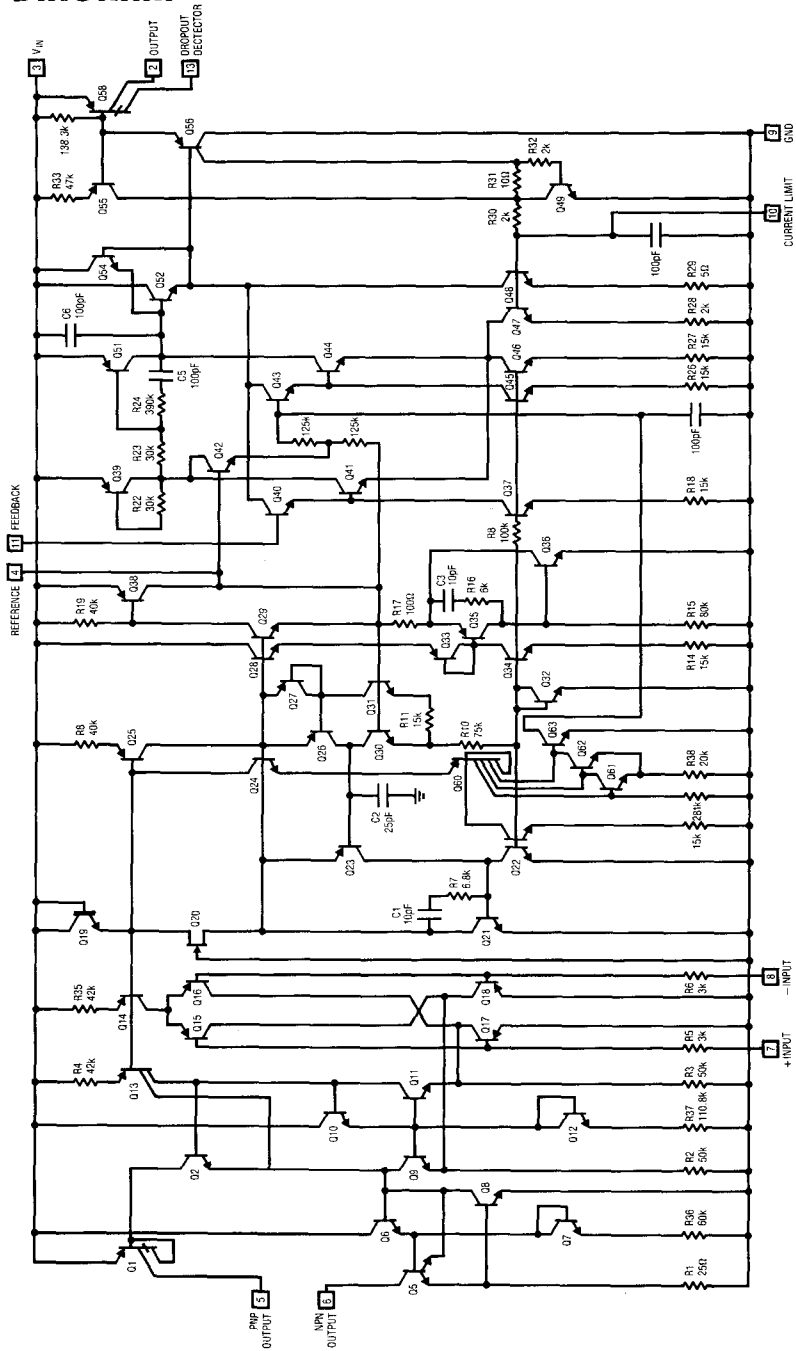 3 VIN
2 OUTPUT
13 DROPOUT
DECTECTOR
Q58
138.3k
R33
47k
Q55
Q56
R32
2k
R31
10Ω
R30
2k
Q49
9
GND
10
CURRENT LIMIT
Q54
Q52
C6
100pF
100pF
Q48
R29
5Ω
Q47
R28
2k
Q51
C5
100pF
R24
390k
Q44
Q43
Q46
R27
15k
Q45
R26
15k
100pF
R23
30k
R22
30k
Q39
Q42
125k
125k
Q40
Q41
Q37
R18
15k
R8
100k
11 FEEDBACK
REFERENCE 4
R19
40k
Q38
Q29
Q28
R17
100Ω
C3
10pF
R16
6k
Q36
Q35
Q33
Q34
R15
80k
R14
15k
Q27
Q26
Q31
Q30
R11
15k
R10
75k
Q32
R6
40k
Q25
Q24
Q23
C2
25pF
Q60
Q63
Q62
Q61
R38
20k
281k
15k
Q22
Q19
Q20
C1
10pF
R7
6.8k
Q21
R35
42k
Q14
Q16
Q15
Q18
Q17
R6
3k
8
−INPUT
R5
3k
7
+INPUT
R4
42k
Q13
Q11
Q10
R3
50k
R37
110.8k
Q12
Q2
Q9
R2
50k
Q1
Q6
Q8
Q7
R36
60k
Q5
R1
25Ω
PNP 5
OUTPUT
NPN 6
OUTPUT